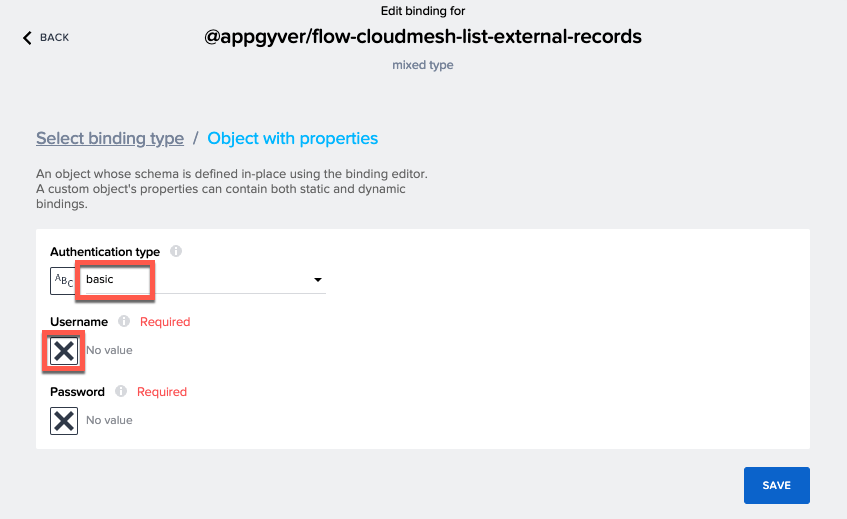 Edit binding for
BACK
@appgyver/flow-cloudmesh-list-external-records
mixed type
Select binding type / Object with properties
An object whose schema is defined in-place using the binding editor.
A custom object's properties can contain both static and dynamic
bindings.
Authentication type i
ABC basic
Username i Required
No value
Password i Required
No value
SAVE